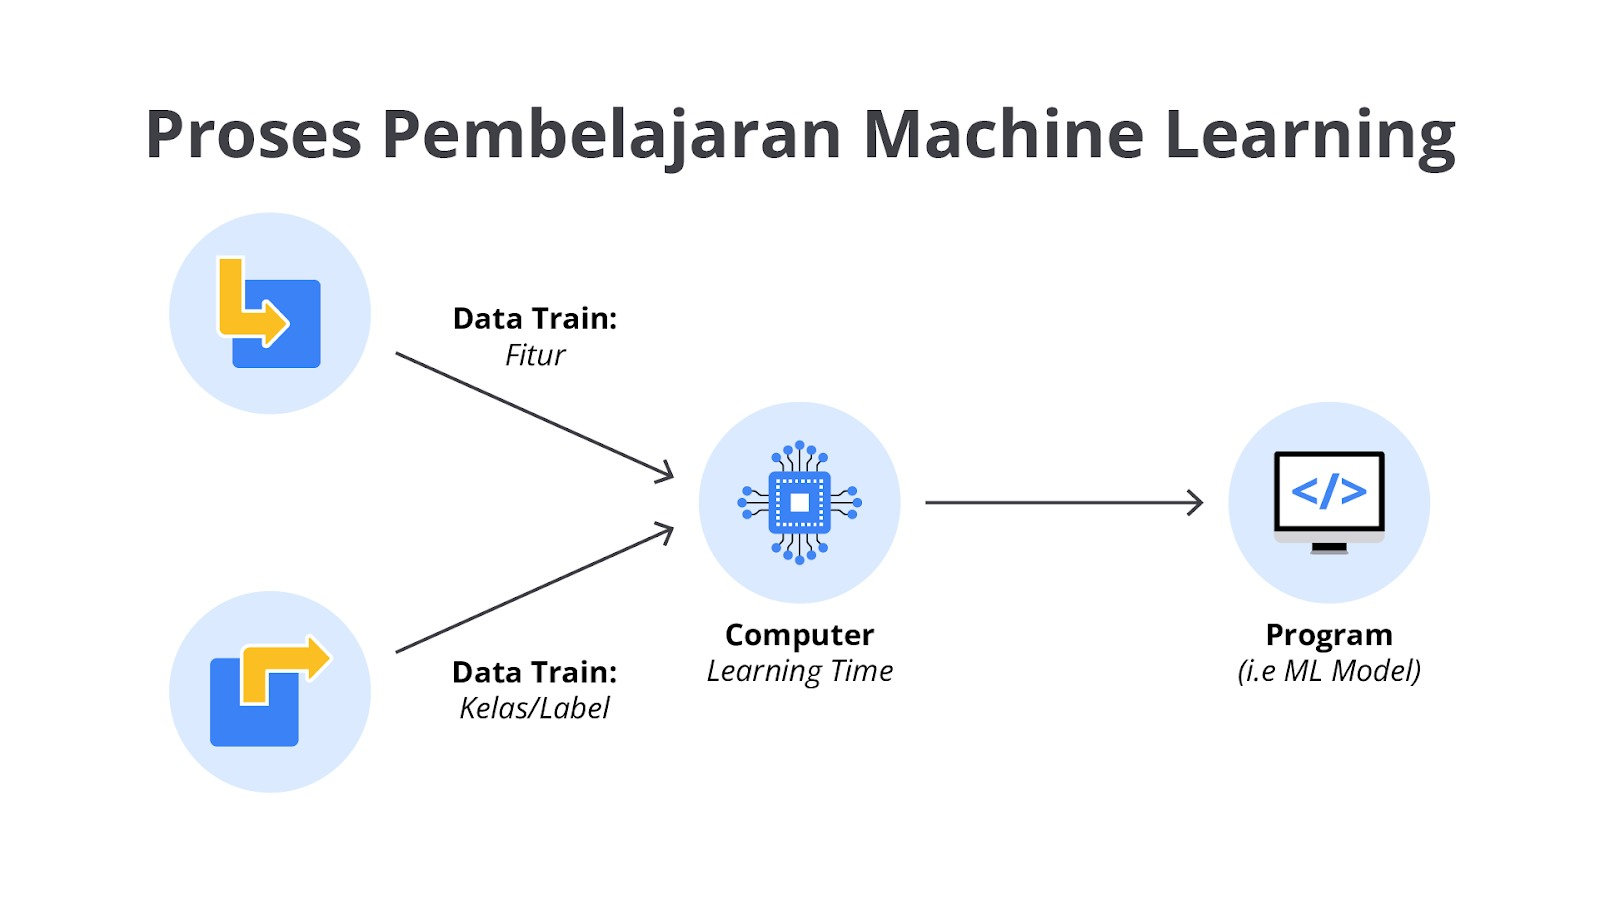 Proses Pembelajaran Machine Learning
Data Train:
Fitur
Data Train:
Kelas/Label
Computer
Learning Time
</>
Program
(i.e ML Model)